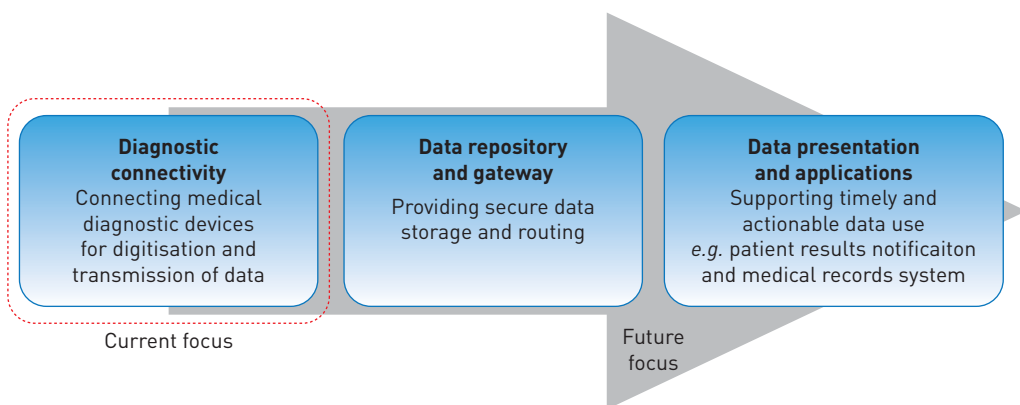 Diagnostic
connectivity
Connecting medical
diagnostic devices
for digitisation and
transmission of data
Data repository
and gateway
Providing secure data
storage and routing
Data presentation
and applications
Supporting timely and
actionable data use
e.g. patient results notificaiton
and medical records system
Current focus
Future
focus